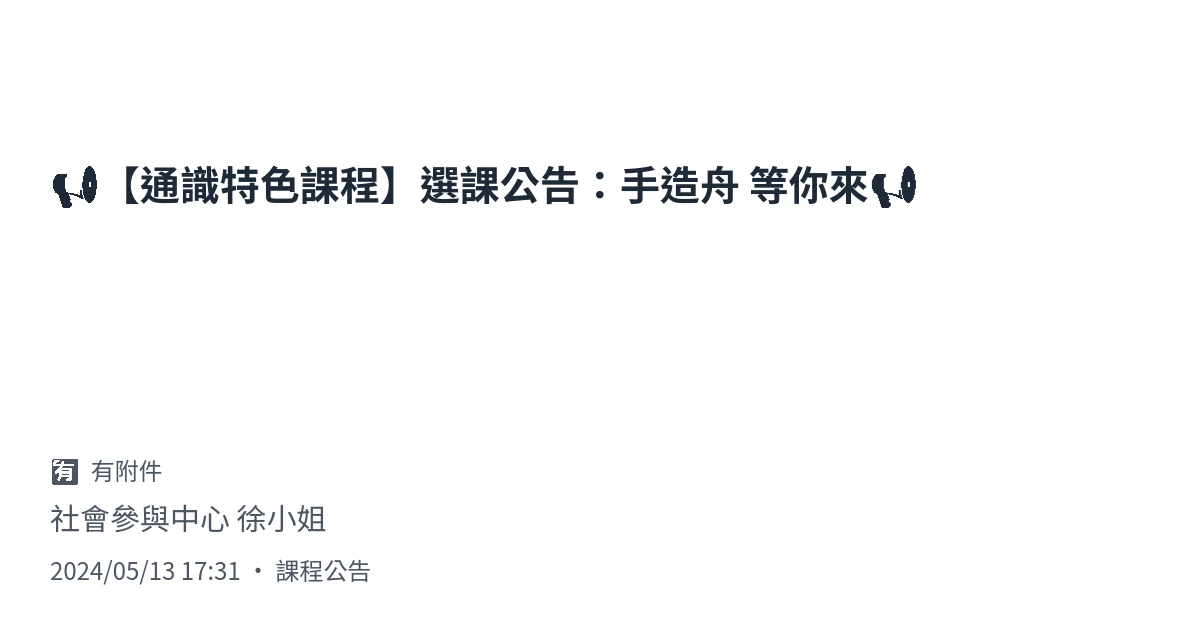 📢【通識特色課程】選課公告：手造舟 等你來📢
🈶 有附件
社會參與中心 徐小姐
2024/05/13 17:31 • 課程公告